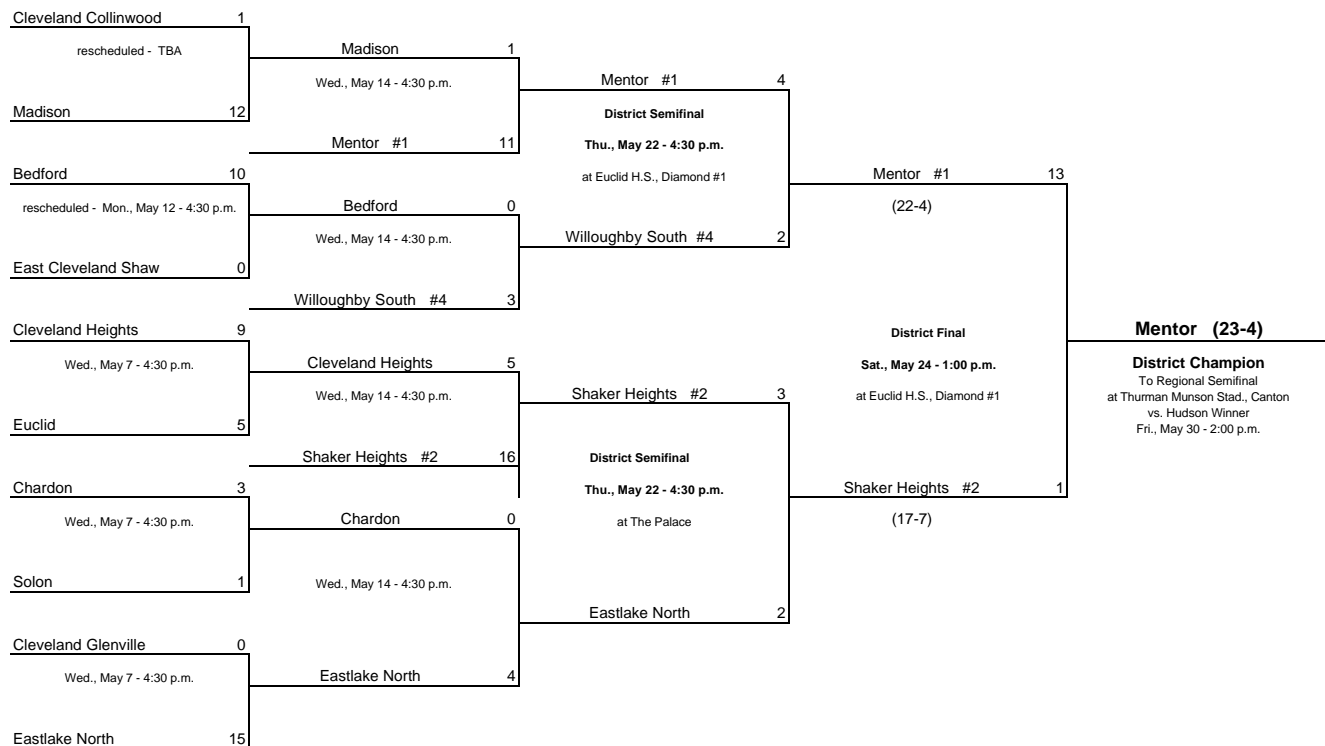 Cleveland Collinwood 1
rescheduled - TBA
Madison 12
Bedford 10
rescheduled - Mon., May 12 - 4:30 p.m.
East Cleveland Shaw 0
Cleveland Heights 9
Wed., May 7 - 4:30 p.m.
Euclid 5
Chardon 3
Wed., May 7 - 4:30 p.m.
Solon 1
Cleveland Glenville 0
Wed., May 7 - 4:30 p.m.
Eastlake North 15
Madison 1
Wed., May 14 - 4:30 p.m.
Mentor #1 11
Bedford 0
Wed., May 14 - 4:30 p.m.
Willoughby South #4 3
Cleveland Heights 5
Wed., May 14 - 4:30 p.m.
Shaker Heights #2 16
Chardon 0
Wed., May 14 - 4:30 p.m.
Eastlake North 4
Mentor #1 4
District Semifinal
Thu., May 22 - 4:30 p.m.
at Euclid H.S., Diamond #1
Willoughby South #4 2
Shaker Heights #2 3
District Semifinal
Thu., May 22 - 4:30 p.m.
at The Palace
Eastlake North 2
Mentor #1 13
(22-4)
District Final
Sat., May 24 - 1:00 p.m.
at Euclid H.S., Diamond #1
Shaker Heights #2 1
(17-7)
Mentor (23-4)
District Champion
To Regional Semifinal
at Thurman Munson Stad., Canton
vs. Hudson Winner
Fri., May 30 - 2:00 p.m.